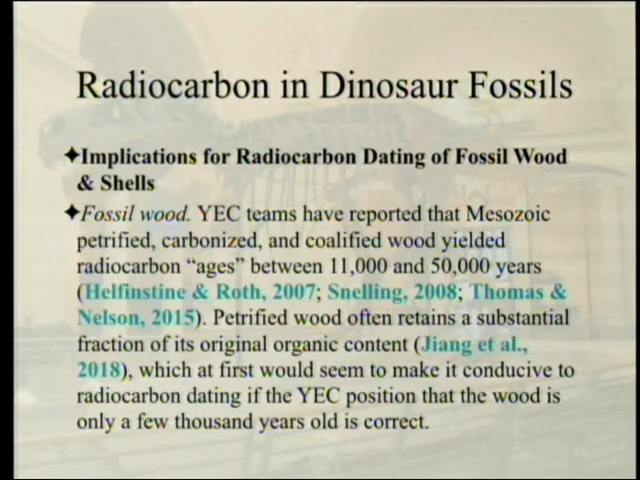 Radiocarbon in Dinosaur Fossils
✦Implications for Radiocarbon Dating of Fossil Wood
& Shells
✦Fossil wood. YEC teams have reported that Mesozoic
petrified, carbonized, and coalified wood yielded
radiocarbon “ages” between 11,000 and 50,000 years
(Helfinstine & Roth, 2007; Snelling, 2008; Thomas &
Nelson, 2015). Petrified wood often retains a substantial
fraction of its original organic content (Jiang et al.,
2018), which at first would seem to make it conducive to
radiocarbon dating if the YEC position that the wood is
only a few thousand years old is correct.